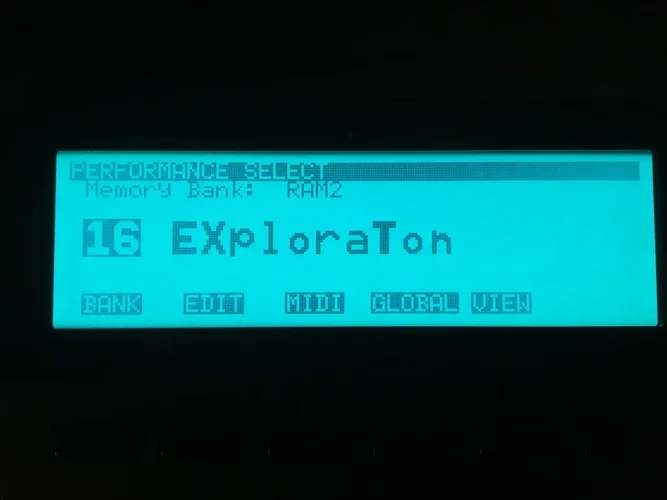 PERFORMANCE SELECT
Memory Bank: RAM2
16 EXploraTon
BANK EDIT MIDI GLOBAL VIEW